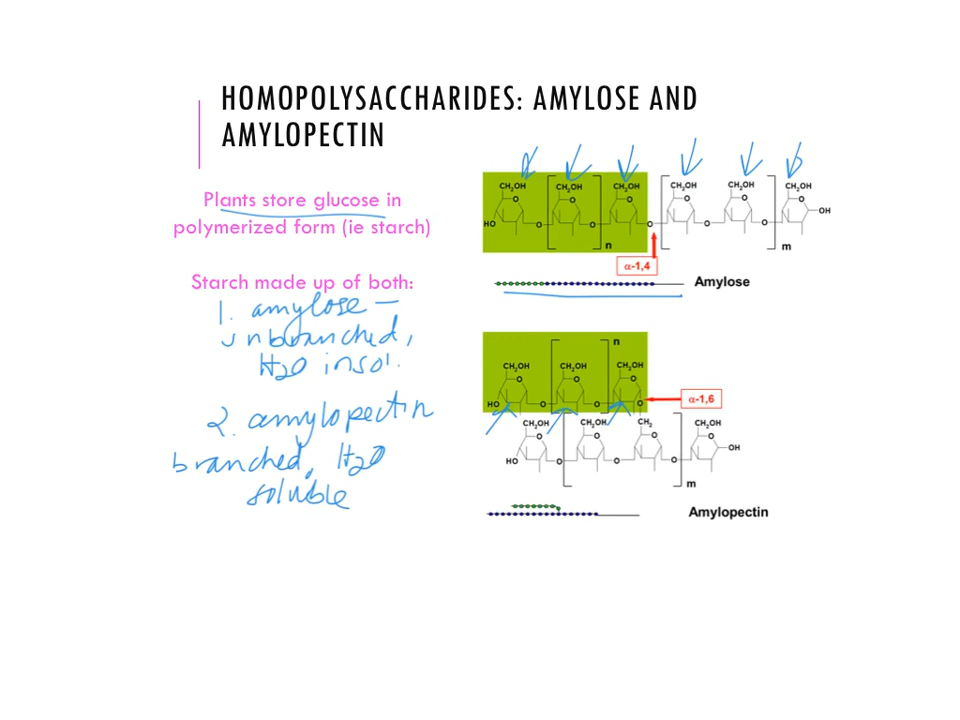 HOMOPOLYSACCHARIDES: AMYLOSE AND
AMYLOPECTIN
Plants store glucose in
polymerized form (ie starch)
Starch made up of both:
1. amylose –
unbranched,
H2O insol.
2. amylopectin
branched, H2O
soluble
CH2OH CH2OH CH2OH CH2OH CH2OH CH2OH
O O O O O O
OH
HO O O O O O
n m
α-1,4
Amylose
n
CH2OH CH2OH CH2OH
O O O
HO O O O
α-1,6
CH2OH CH2OH CH2 CH2OH
O O O O
OH
HO O O O
m
Amylopectin